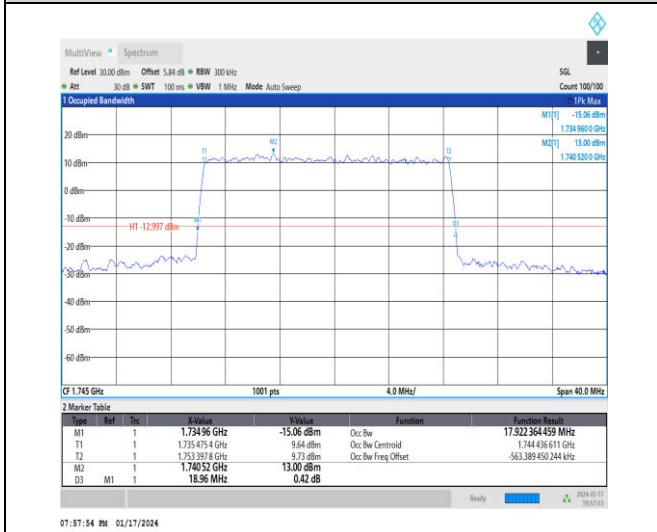 MultiView Spectrum
Ref Level 30.00 dBm Offset 5.84 dB RBW 300 kHz SGL
Att 30 dB SWT 100 ms VBW 1 MHz Mode Auto Sweep Count 100/100
1 Occupied Bandwidth 1Pk Max
M1[1] -15.06 dBm
1.734 960 0 GHz
M2[1] 13.00 dBm
1.740 520 0 GHz
20 dBm
M2
T1 T2
10 dBm
0 dBm
-10 dBm
M1
H1 -12.997 dBm
-20 dBm
-30 dBm
-40 dBm
-50 dBm
-60 dBm
CF 1.745 GHz 1001 pts 4.0 MHz/ Span 40.0 MHz
2 Marker Table
Type Ref Trc X-Value Y-Value Function Function Result
M1 1 1.734 96 GHz -15.06 dBm Occ Bw 17.922 364 459 MHz
T1 1 1.735 475 4 GHz 9.64 dBm Occ Bw Centroid 1.744 436 611 GHz
T2 1 1.753 397 8 GHz 9.73 dBm Occ Bw Freq Offset -563.389 450 244 kHz
M2 1 1.740 52 GHz 13.00 dBm
D3 M1 1 18.96 MHz 0.42 dB
Ready 2024-01-17
07:57:54 PM 01/17/2024